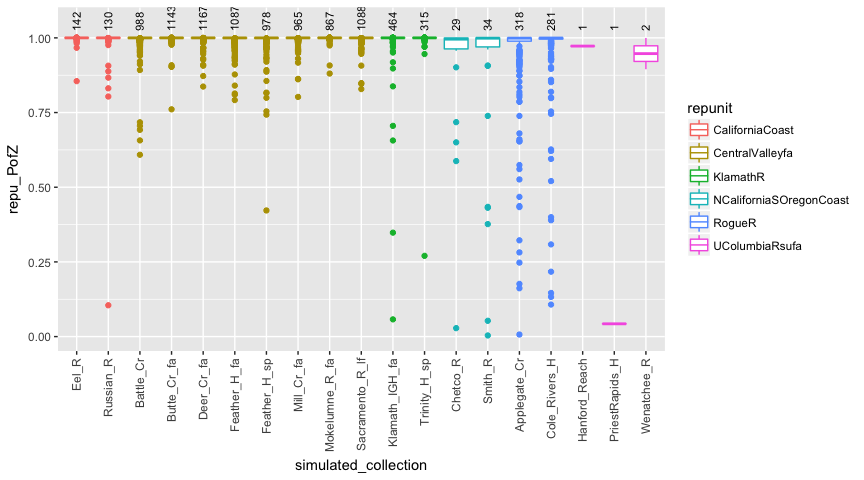 142 130 988 1143 1167 1087 978 965 867 1088 464 315 29 34 318 281 1 1 2
1.00
0.75
0.50
0.25
0.00
repu_PofZ
Eel_R
Russian_R
Battle_Cr
Butte_Cr_fa
Deer_Cr_fa
Feather_H_fa
Feather_H_sp
Mill_Cr_fa
Mokelumne_R_fa
Sacramento_R_lf
Klamath_IGH_fa
Trinity_H_sp
Chetco_R
Smith_R
Applegate_Cr
Cole_Rivers_H
Hanford_Reach
PriestRapids_H
Wenatchee_R
simulated_collection
repunit
CaliforniaCoast
CentralValleyfa
KlamathR
NCaliforniaSOregonCoast
RogueR
UColumbiaRsufa